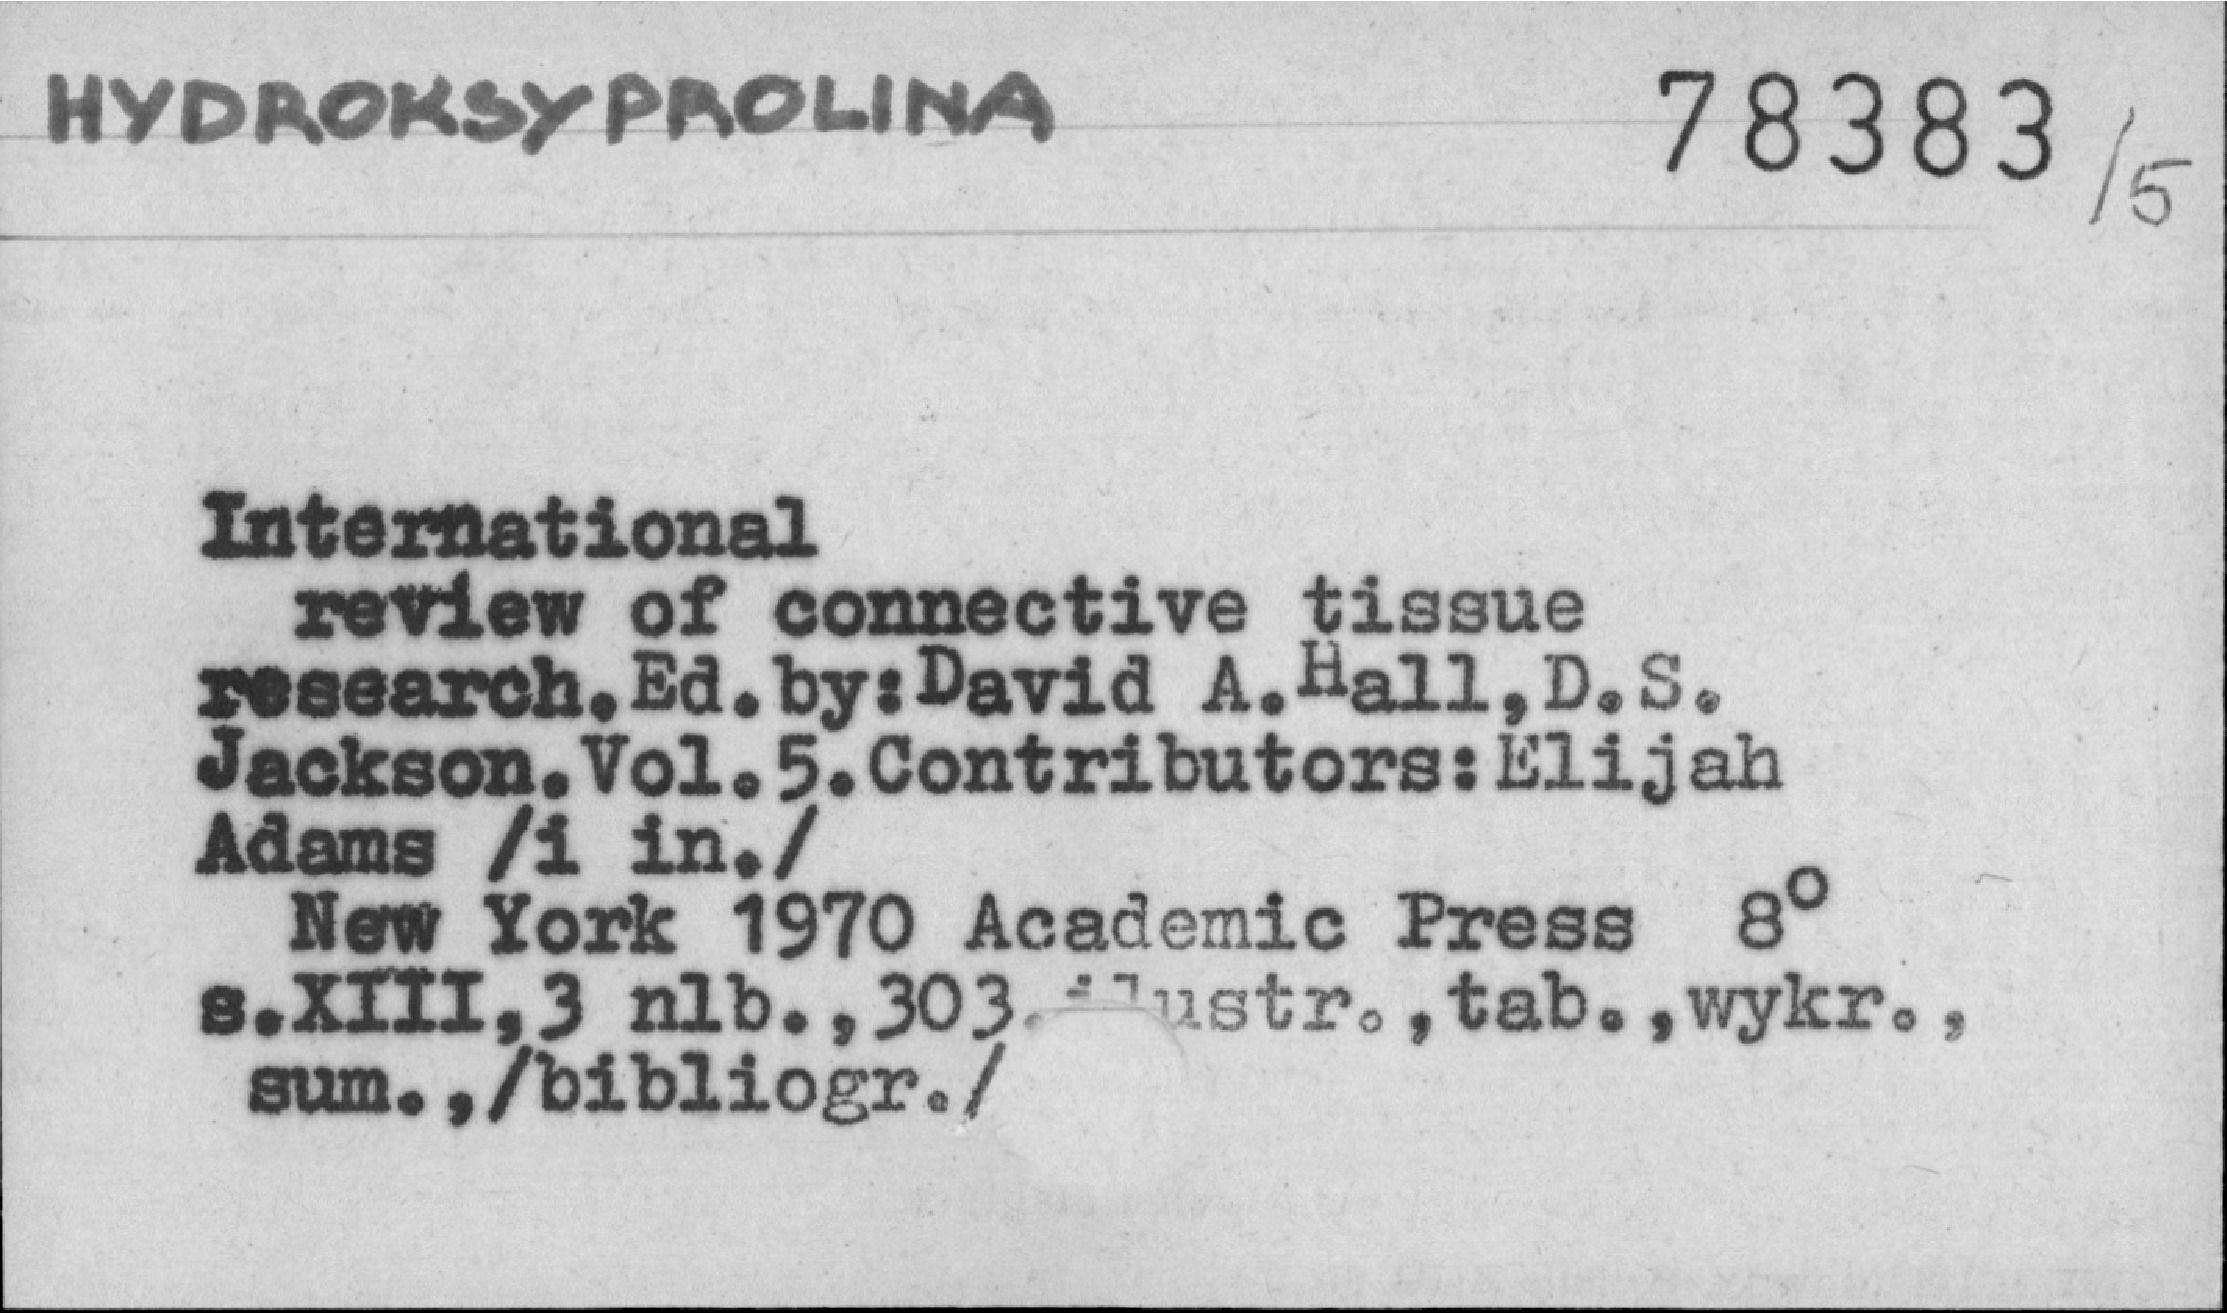 HYDROKSYPROLINA 78383/5
International
review of connective tissue
research.Ed.by:David A.Hall,D.S.
Jackson.Vol.5.Contributors:Elijah
Adams /i in./
New York 1970 Academic Press 8°
s.XIII,3 nlb.,303.ilustr.,tab.,wykr.,
sum.,/bibliogr./